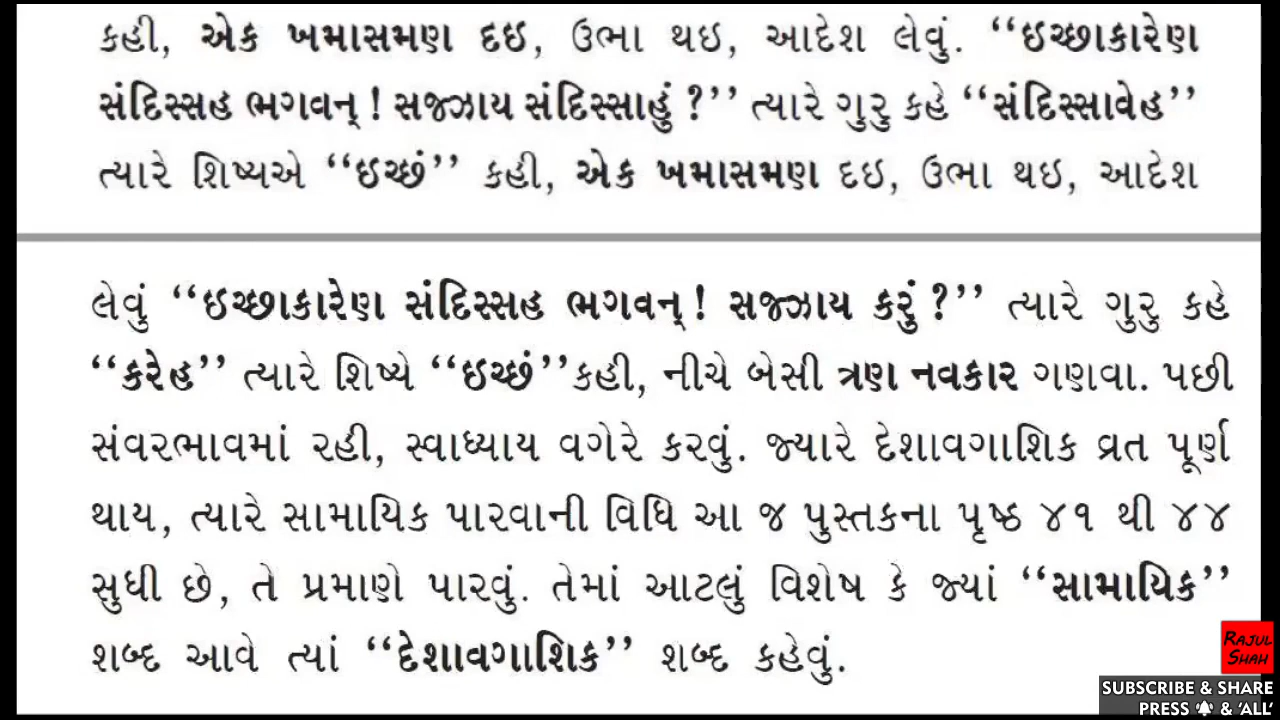 કહી, એક ખમાસમણ દઇ, ઉભા થઇ, આદેશ લેવું. ‘‘ઇચ્છાકારેણ
સંદિસ્સહ ભગવન્ ! સજ્ઝાય સંદિસ્સાહું ?’’ ત્યારે ગુરુ કહે ‘‘સંદિસ્સાવેહ’’
ત્યારે શિષ્યએ ‘‘ઇચ્છં’’ કહી, એક ખમાસમણ દઇ, ઉભા થઇ, આદેશ
લેવું ‘‘ઇચ્છાકારેણ સંદિસ્સહ ભગવન્ ! સજ્ઝાય કરું ?’’ ત્યારે ગુરુ કહે
‘‘કરેહ’’ ત્યારે શિષ્યે ‘‘ઇચ્છં’’કહી, નીચે બેસી ત્રણ નવકાર ગણવા. પછી
સંવરભાવમાં રહી, સ્વાધ્યાય વગેરે કરવું. જ્યારે દેશાવગાશિક વ્રત પૂર્ણ
થાય, ત્યારે સામાયિક પારવાની વિધિ આ જ પુસ્તકના પૃષ્ઠ ૪૧ થી ૪૪
સુધી છે, તે પ્રમાણે પારવું. તેમાં આટલું વિશેષ કે જ્યાં ‘‘સામાયિક’’
શબ્દ આવે ત્યાં ‘‘દેશાવગાશિક’’ શબ્દ કહેવું.
RAJUL
SHAH
SUBSCRIBE & SHARE
PRESS 🔔 & ‘ALL’